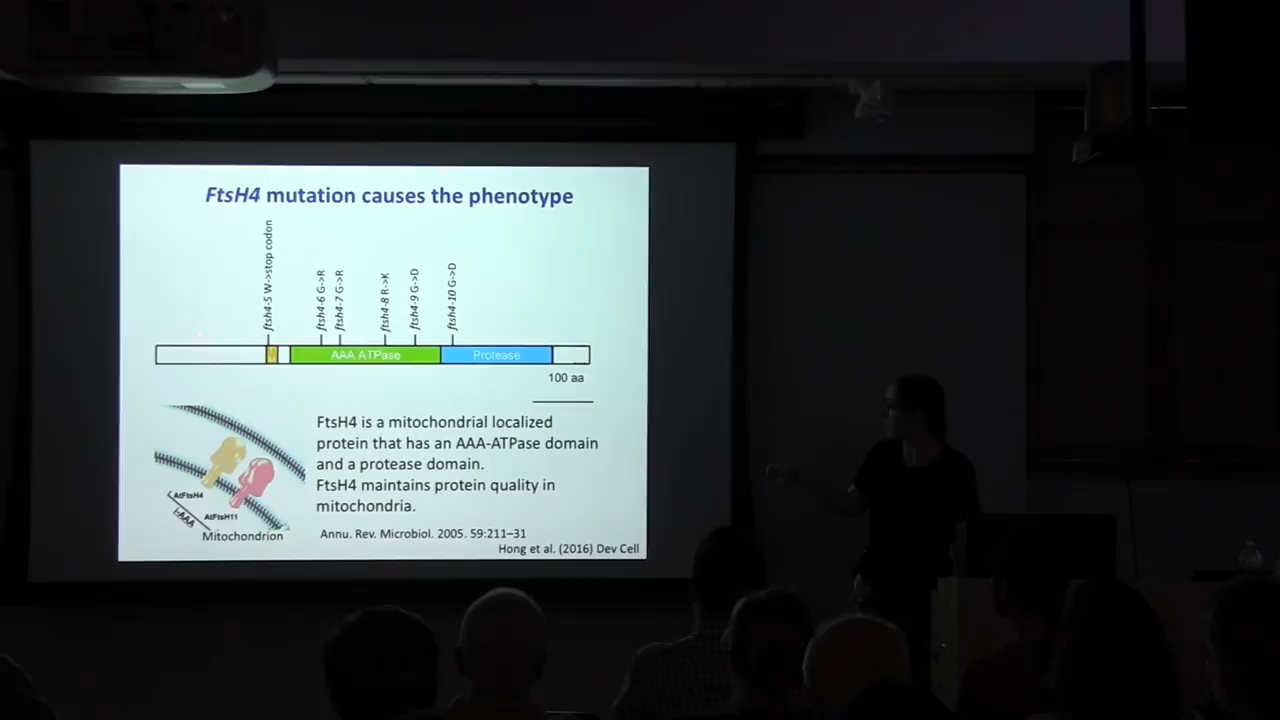 FtsH4 mutation causes the phenotype
ftsh4-5 W->stop codon
ftsh4-6 G->R
ftsh4-7 G->R
ftsh4-8 R->K
ftsh4-9 G->D
ftsh4-10 G->D
AAA ATPase
Protease
100 aa
FtsH4 is a mitochondrial localized
protein that has an AAA-ATPase domain
and a protease domain.
FtsH4 maintains protein quality in
mitochondria.
AtFtsH4
i-AAA
AtFtsH11
Mitochondrion
Annu. Rev. Microbiol. 2005. 59:211–31
Hong et al. (2016) Dev Cell